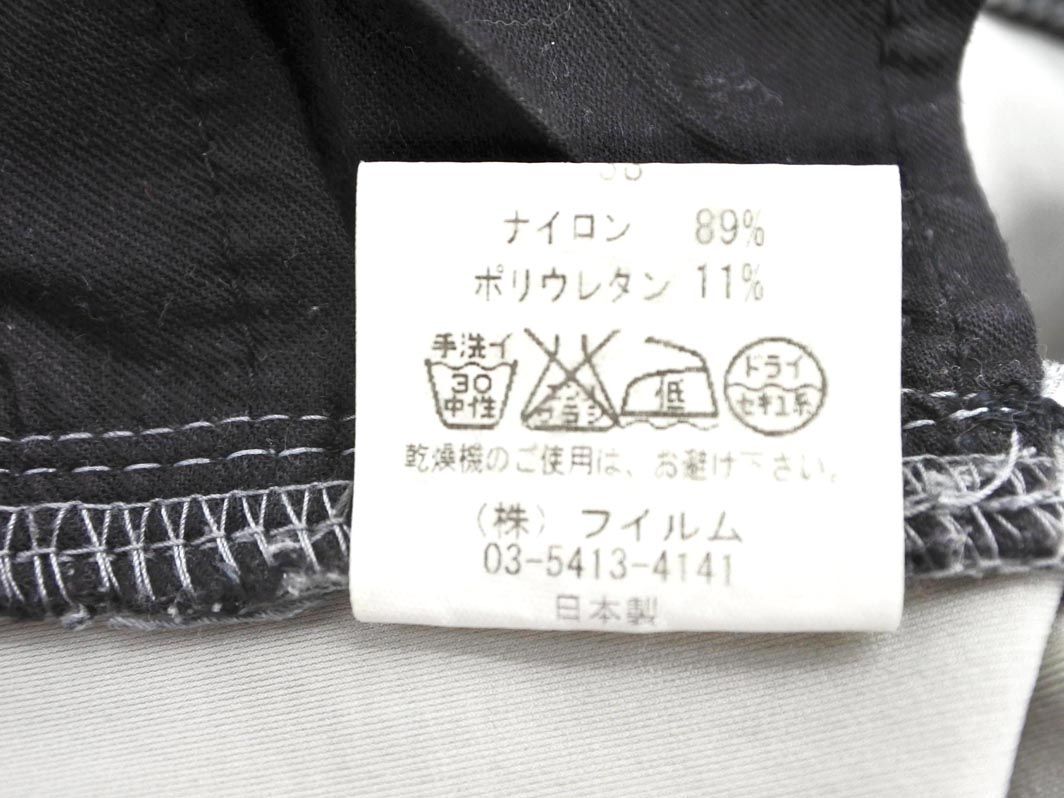 ナイロン 89%
ポリウレタン 11%
手洗イ
30
中性
低
ドライ
セキユ系
乾燥機のご使用は、お避け下さい。
(株) フイルム
03-5413-4141
日本製